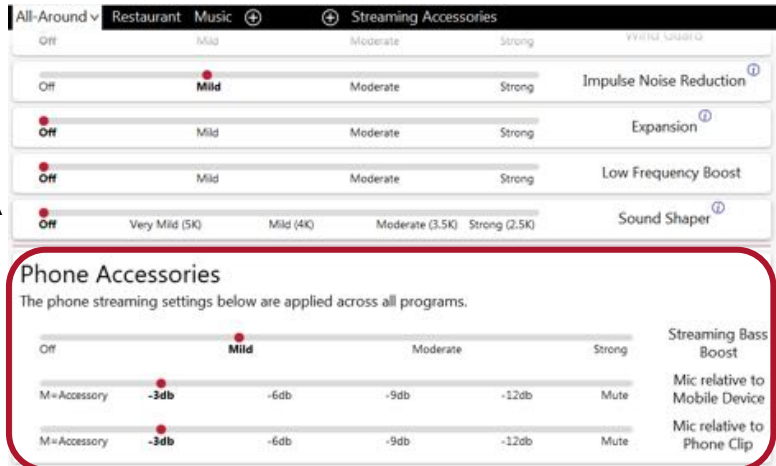 All-Around Restaurant Music Streaming Accessories
Off Mild Moderate Strong Wind Guard
Off Mild Moderate Strong Impulse Noise Reduction
Off Mild Moderate Strong Expansion
Off Mild Moderate Strong Low Frequency Boost
Off Very Mild (5K) Mild (4K) Moderate (3.5K) Strong (2.5K) Sound Shaper
Phone Accessories
The phone streaming settings below are applied across all programs.
Off Mild Moderate Strong Streaming Bass
Boost
M=Accessory -3db -6db -9db -12db Mute Mic relative to
Mobile Device
M=Accessory -3db -6db -9db -12db Mute Mic relative to
Phone Clip